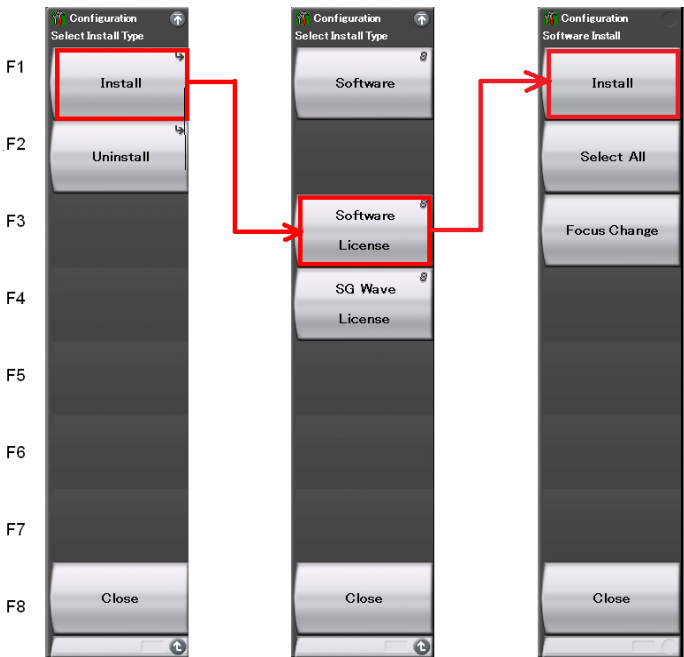 F1
F2
F3
F4
F5
F6
F7
F8
Configuration
Select Install Type
Install
Uninstall
Close
Configuration
Select Install Type
Software
Software
License
SG Wave
License
Close
Configuration
Software Install
Install
Select All
Focus Change
Close